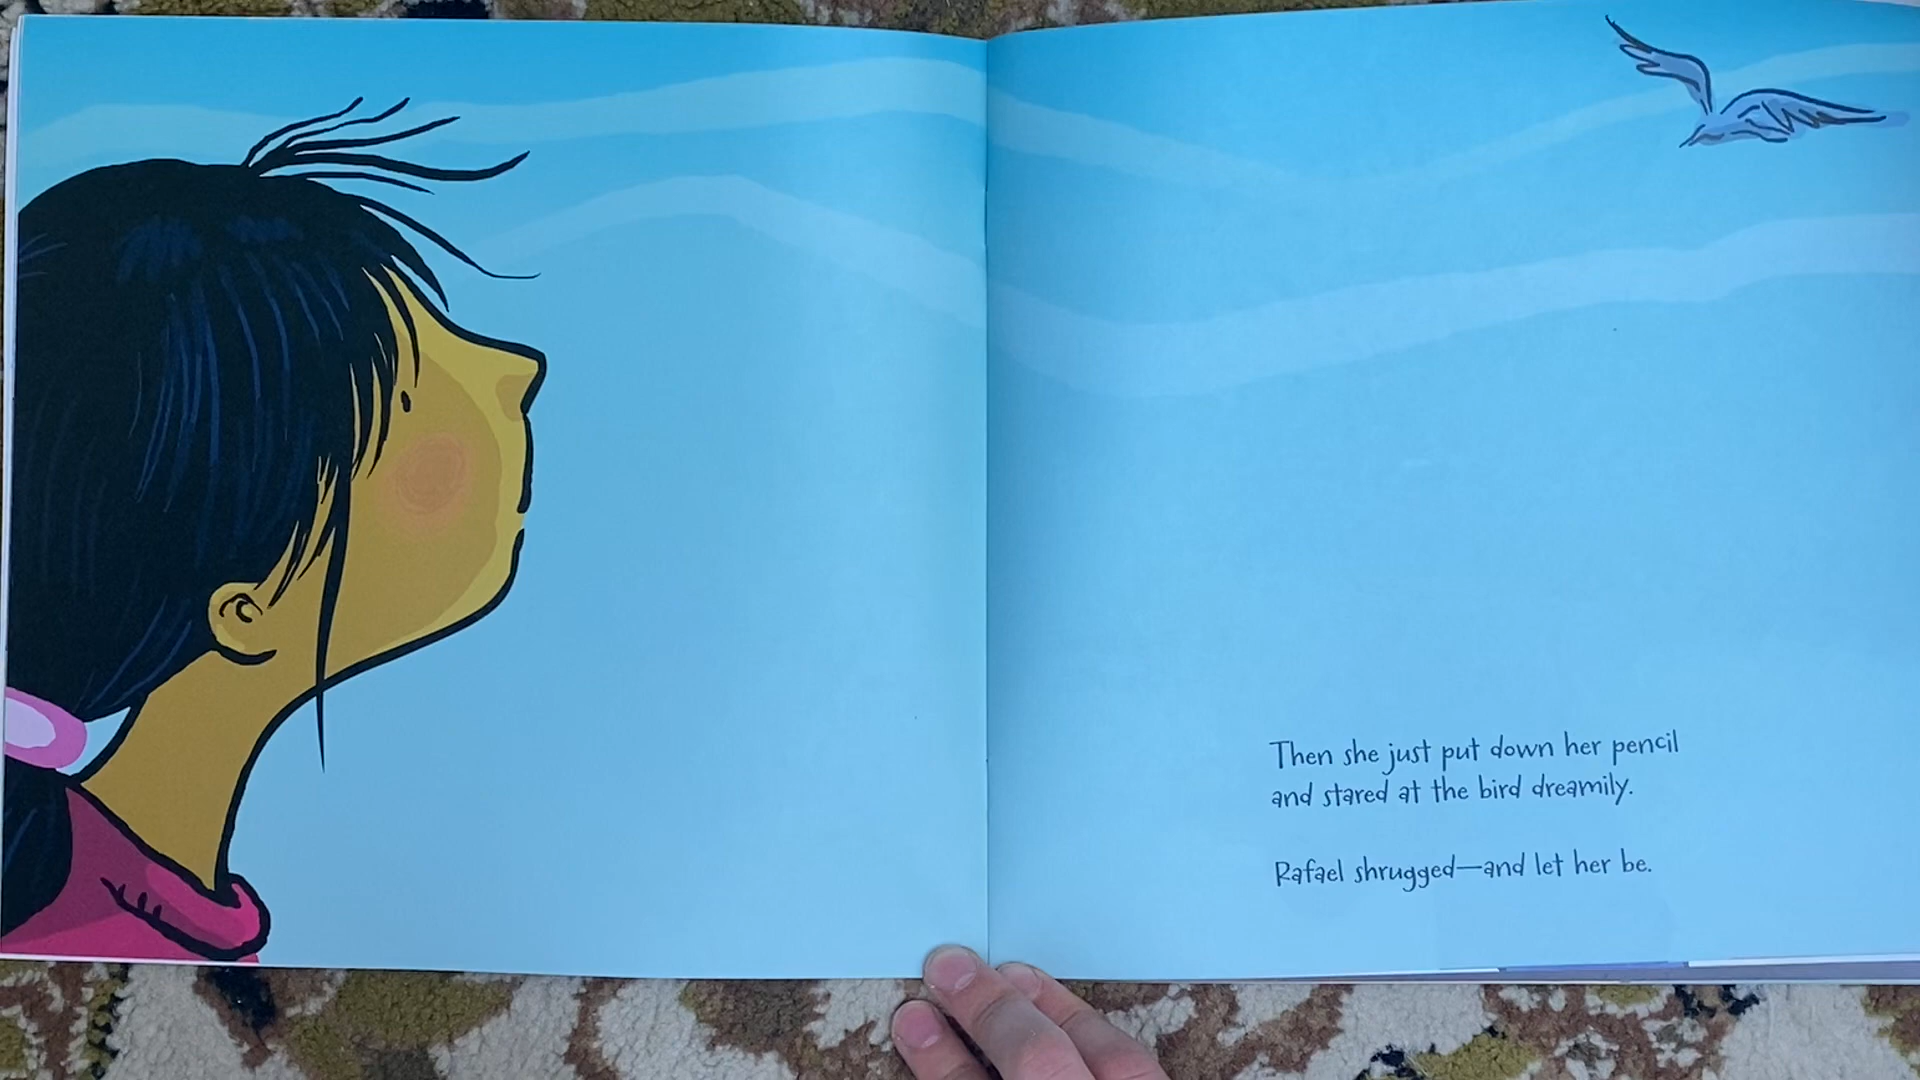 Then she just put down her pencil
and stared at the bird dreamily.
Rafael shrugged—and let her be.